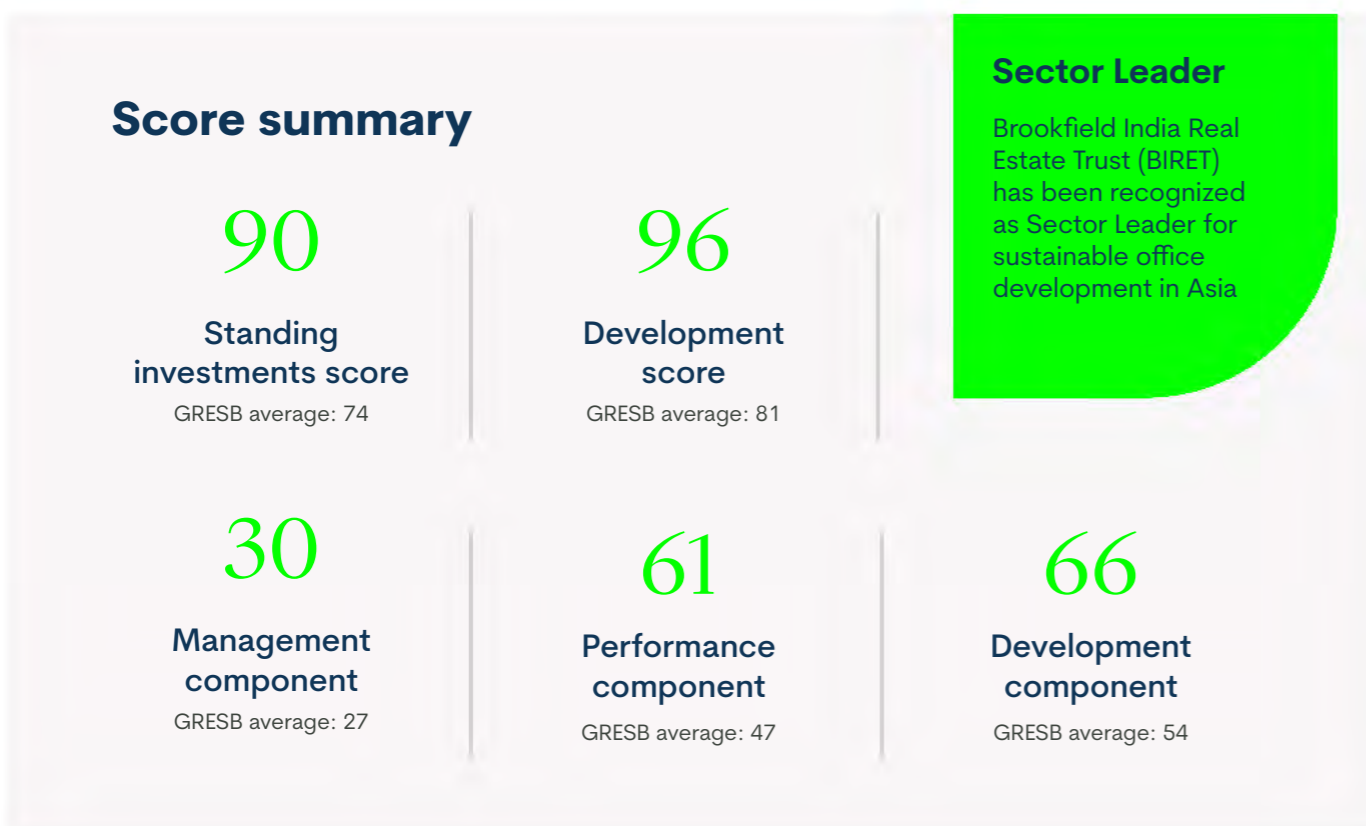 Score summary
90
Standing
investments score
GRESB average: 74
96
Development
score
GRESB average: 81
Sector Leader
Brookfield India Real
Estate Trust (BIRET)
has been recognized
as Sector Leader for
sustainable office
development in Asia
30
Management
component
GRESB average: 27
61
Performance
component
GRESB average: 47
66
Development
component
GRESB average: 54